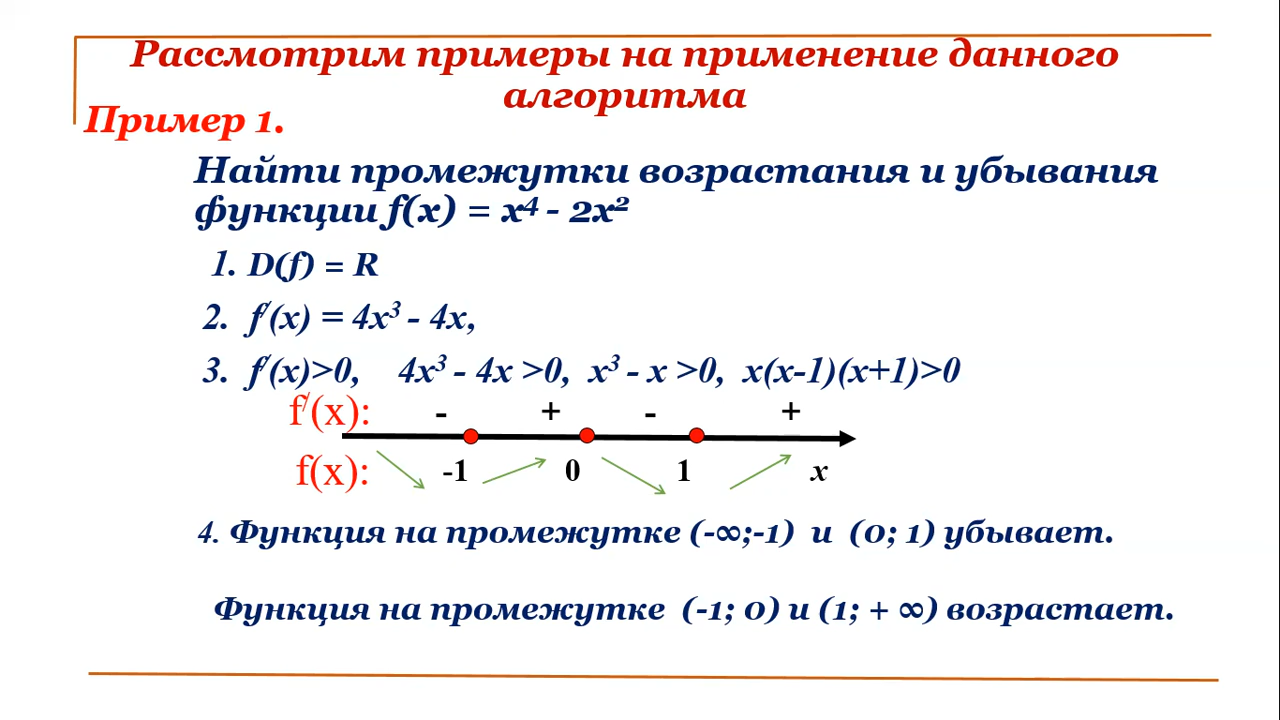 Рассмотрим примеры на применение данного
алгоритма
Пример 1.
Найти промежутки возрастания и убывания
функции f(x) = x⁴ - 2x²
1. D(f) = R
2. f′(x) = 4x³ - 4x,
3. f′(x)>0, 4x³ - 4x >0, x³ - x >0, x(x-1)(x+1)>0
f′(x): - + - +
f(x): -1 0 1 x
4. Функция на промежутке (-∞;-1) и (0; 1) убывает.
Функция на промежутке (-1; 0) и (1; + ∞) возрастает.